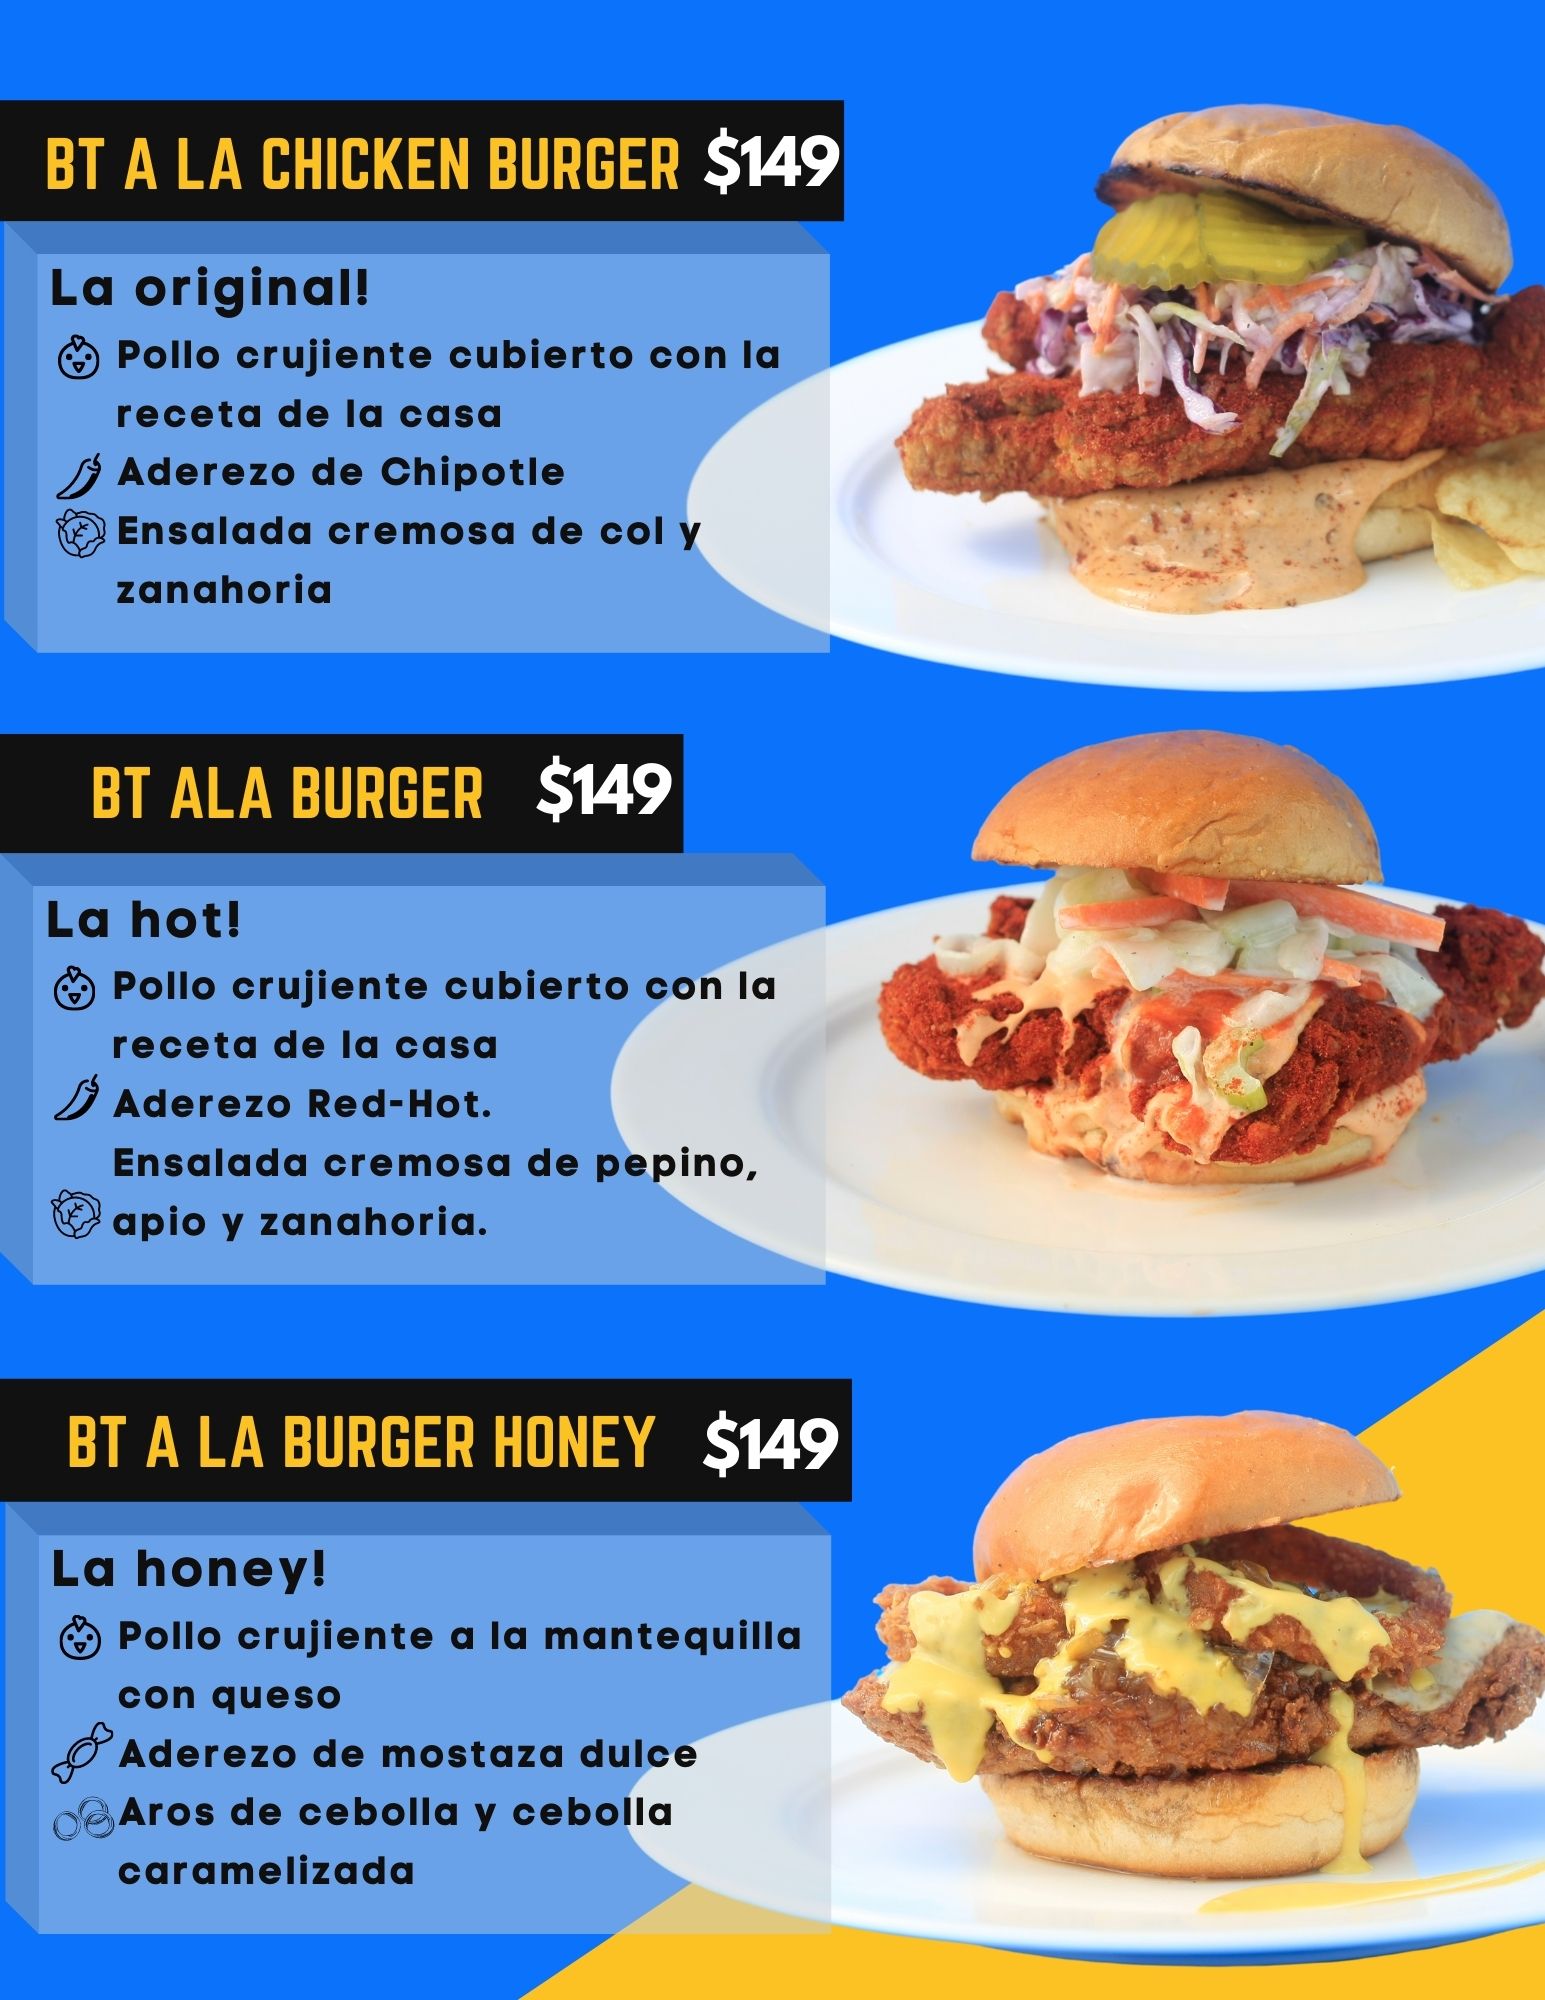 BT A LA CHICKEN BURGER $149
La original!
Pollo crujiente cubierto con la
receta de la casa
Aderezo de Chipotle
Ensalada cremosa de col y
zanahoria
BT ALA BURGER $149
La hot!
Pollo crujiente cubierto con la
receta de la casa
Aderezo Red-Hot.
Ensalada cremosa de pepino,
apio y zanahoria.
BT A LA BURGER HONEY $149
La honey!
Pollo crujiente a la mantequilla
con queso
Aderezo de mostaza dulce
Aros de cebolla y cebolla
caramelizada